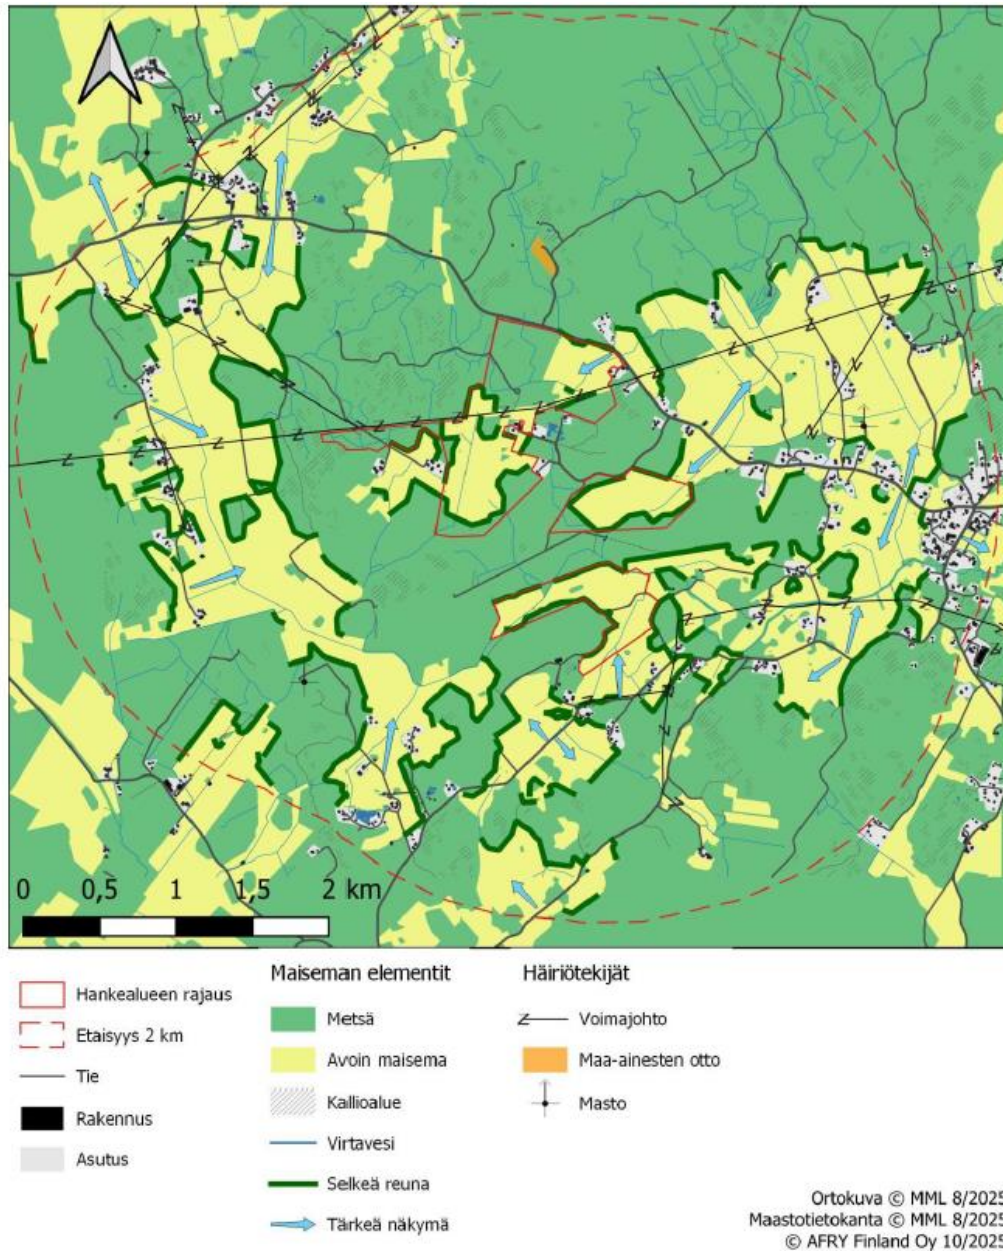 0 0,5 1 1,5 2 km
Hankealueen rajaus
Etaisyys 2 km
Tie
Rakennus
Asutus
Maiseman elementit
Metsä
Avoin maisema
Kallioalue
Virtavesi
Selkeä reuna
Tärkeä näkymä
Häiriötekijät
Voimajohto
Maa-ainesten otto
Masto
Ortokuva © MML 8/2025
Maastotietokanta © MML 8/2025
© AFRY Finland Oy 10/2025